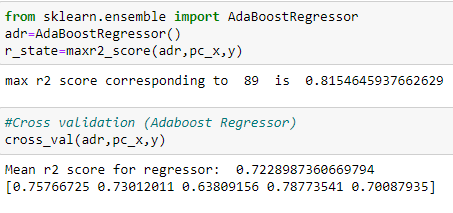 from sklearn.ensemble import AdaBoostRegressor
adr=AdaBoostRegressor()
r_state=maxr2_score(adr,pc_x,y)
max r2 score corresponding to  89  is  0.8154645937662629
#Cross validation (Adaboost Regressor)
cross_val(adr,pc_x,y)
Mean r2 score for regressor:  0.7228987360669794
[0.75766725 0.73012011 0.63809156 0.78773541 0.70087935]